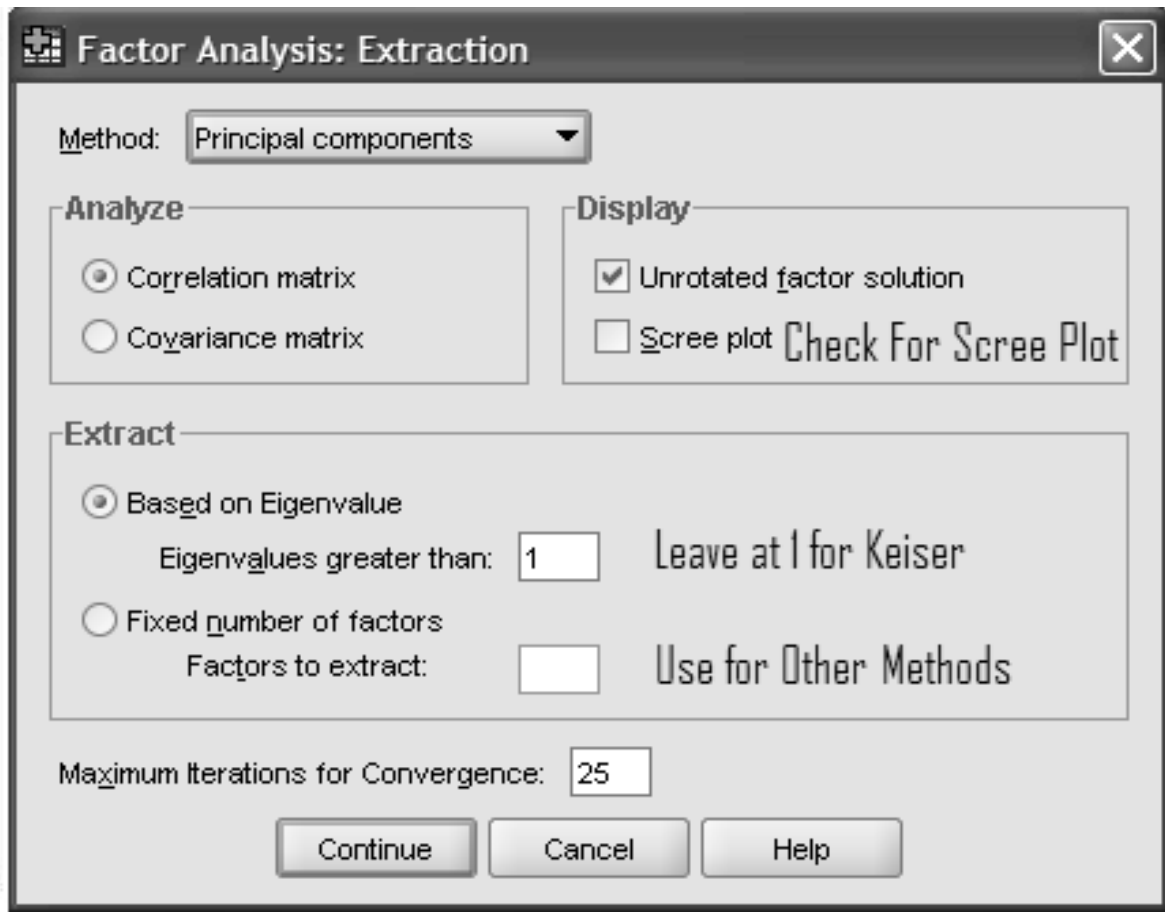 Factor Analysis: Extraction
Method: Principal components
Analyze
Correlation matrix
Covariance matrix
Display
Unrotated factor solution
Scree plot Check For Scree Plot
Extract
Based on Eigenvalue
Eigenvalues greater than: 1 Leave at 1 for Keiser
Fixed number of factors
Factors to extract: Use for Other Methods
Maximum Iterations for Convergence: 25
Continue Cancel Help